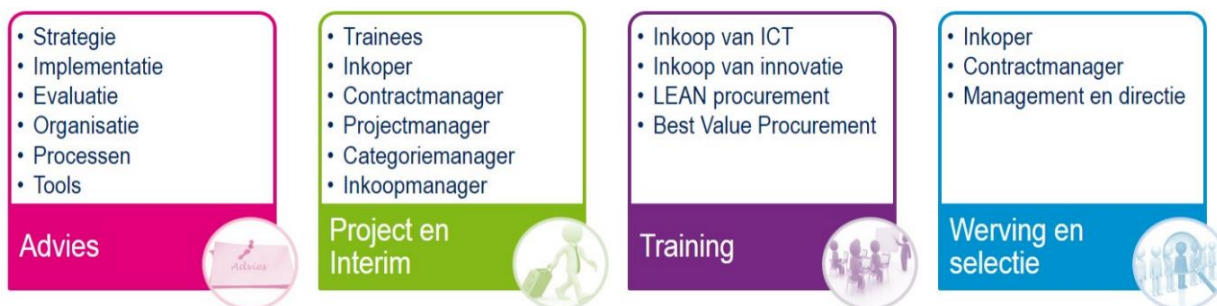 • Strategie
• Implementatie
• Evaluatie
• Organisatie
• Processen
• Tools
Advies
Advies
• Trainees
• Inkoper
• Contractmanager
• Projectmanager
• Categoriemanager
• Inkoopmanager
Project en
Interim
• Inkoop van ICT
• Inkoop van innovatie
• LEAN procurement
• Best Value Procurement
Training
• Inkoper
• Contractmanager
• Management en directie
Werving en
selectie